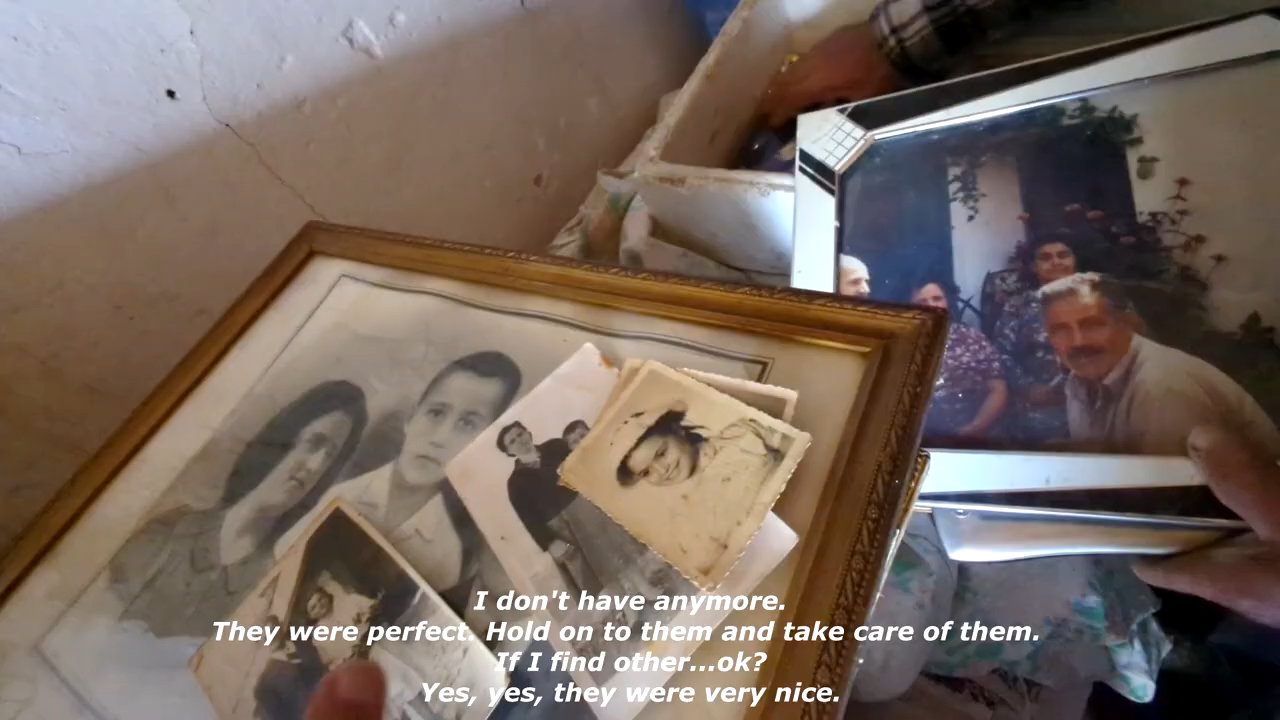 I don't have anymore.
They were perfect. Hold on to them and take care of them.
If I find other...ok?
Yes, yes, they were very nice.